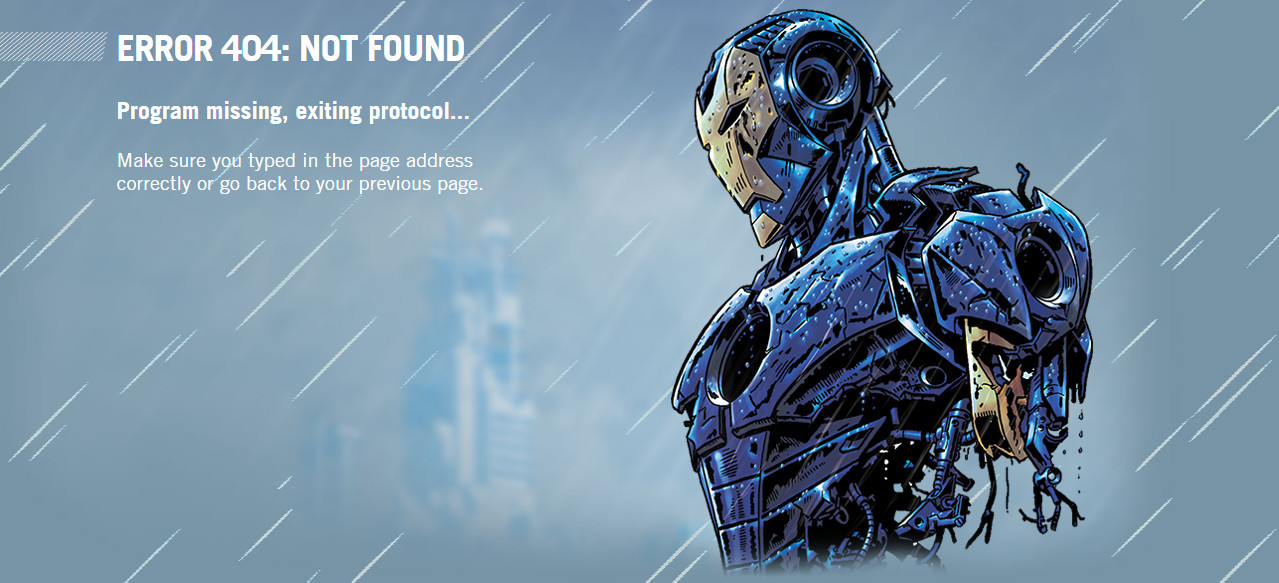 ERROR 404: NOT FOUND
Program missing, exiting protocol...
Make sure you typed in the page address
correctly or go back to your previous page.